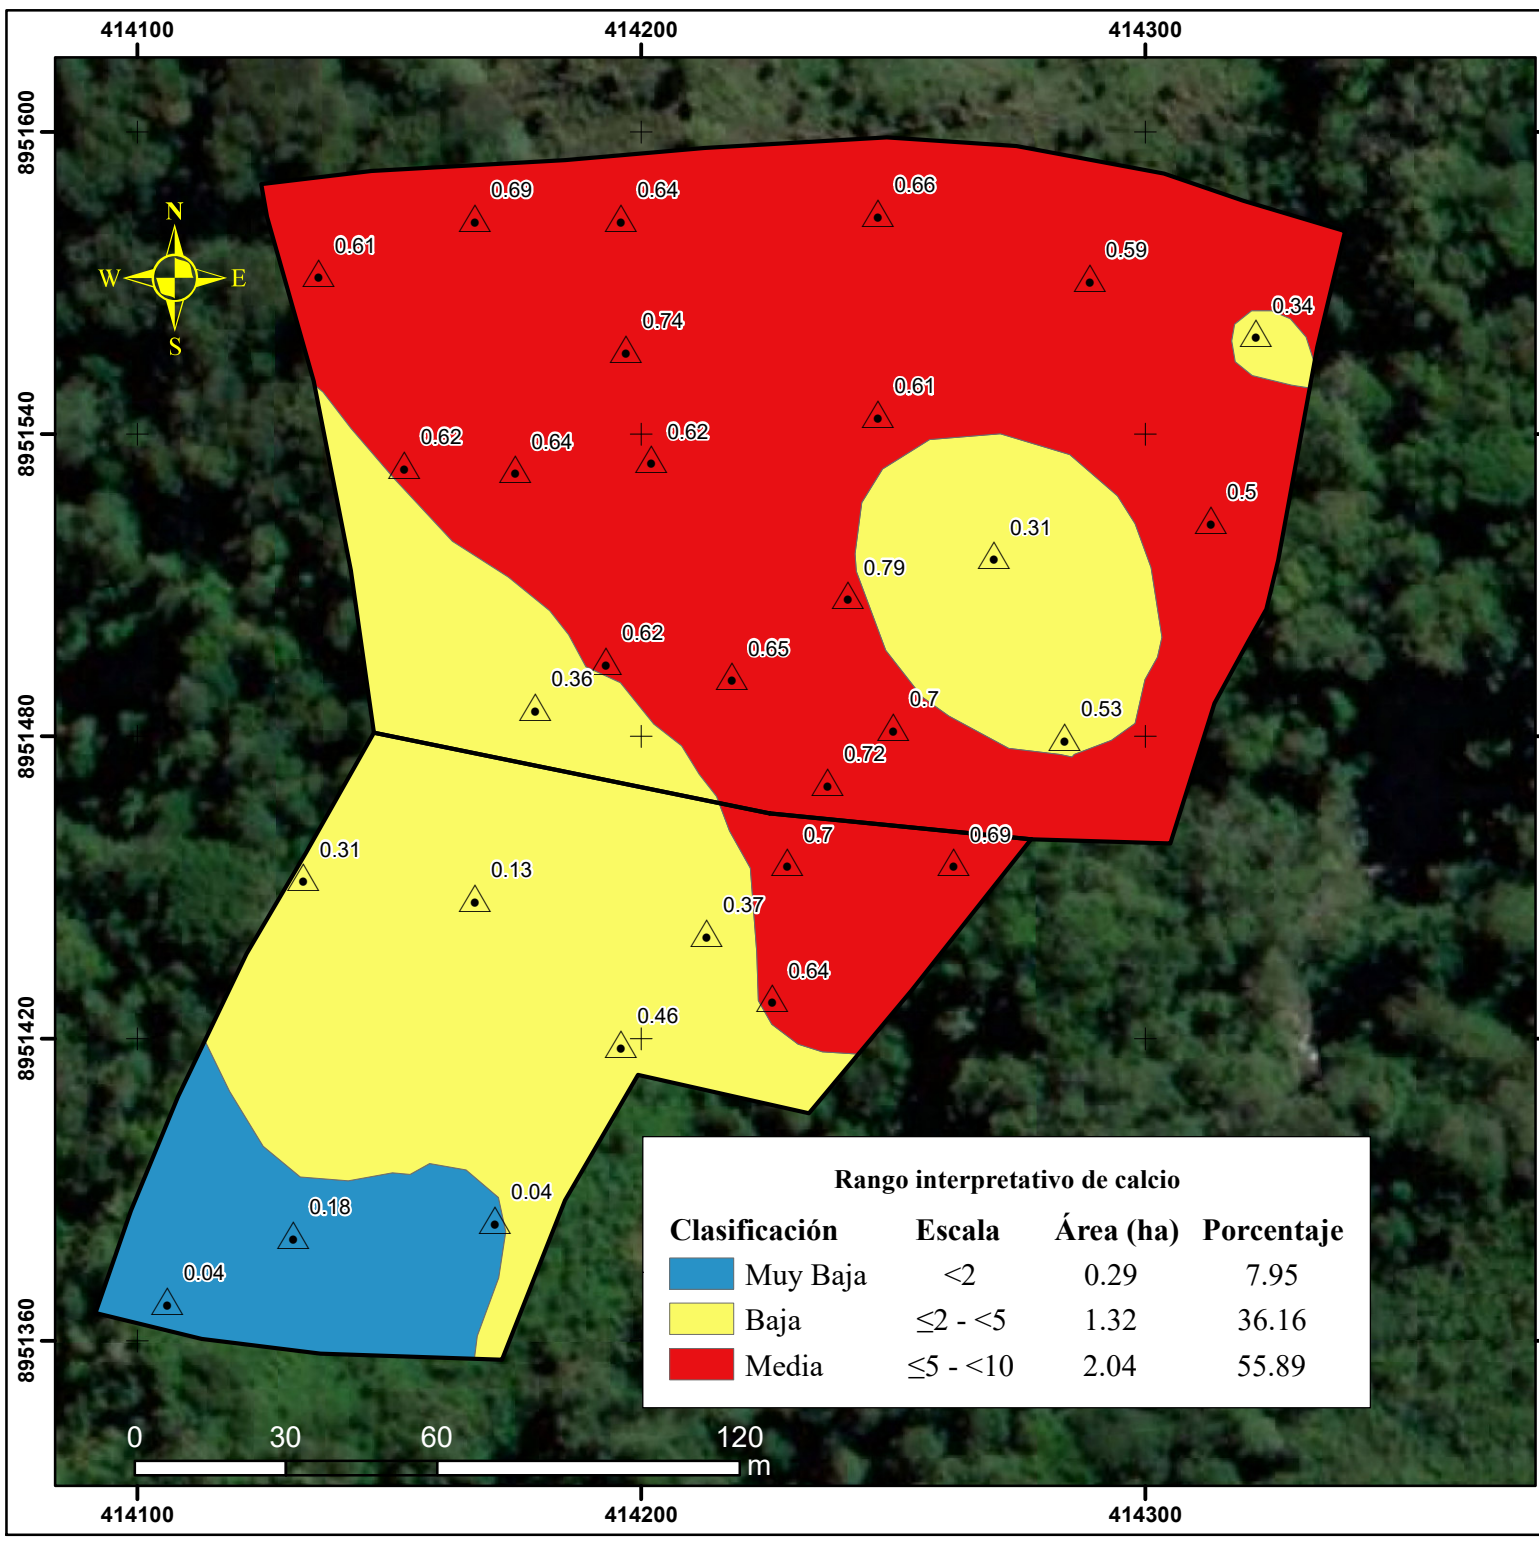 414100 414200 414300
8951600
8951540
8951480
8951420
8951360
N
W E
S
0.69
0.64
0.66
0.61
0.59
0.34
0.74
0.61
0.62
0.64
0.62
0.5
0.31
0.79
0.62
0.65
0.36
0.7
0.53
0.72
0.7
0.69
0.31
0.13
0.37
0.64
0.46
0.04
0.18
0.04
Rango interpretativo de calcio
Clasificación Escala Área (ha) Porcentaje
Muy Baja <2 0.29 7.95
Baja ≤2 - <5 1.32 36.16
Media ≤5 - <10 2.04 55.89
0 30 60 120
m
414100 414200 414300